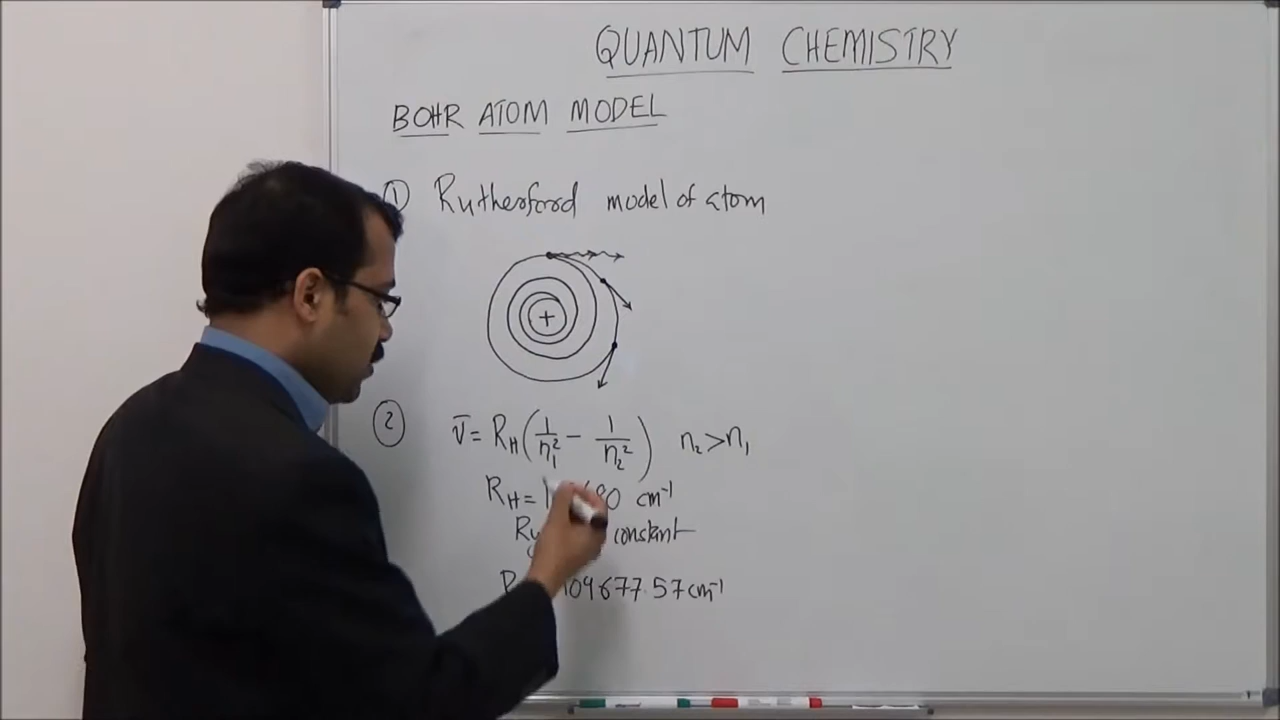 QUANTUM CHEMISTRY
BOHR ATOM MODEL
① Rutherford model of atom
+
② ν̅ = R_H (1/n₁² − 1/n₂²) n₂ > n₁
R_H = cm⁻¹
constant
109677.57 cm⁻¹